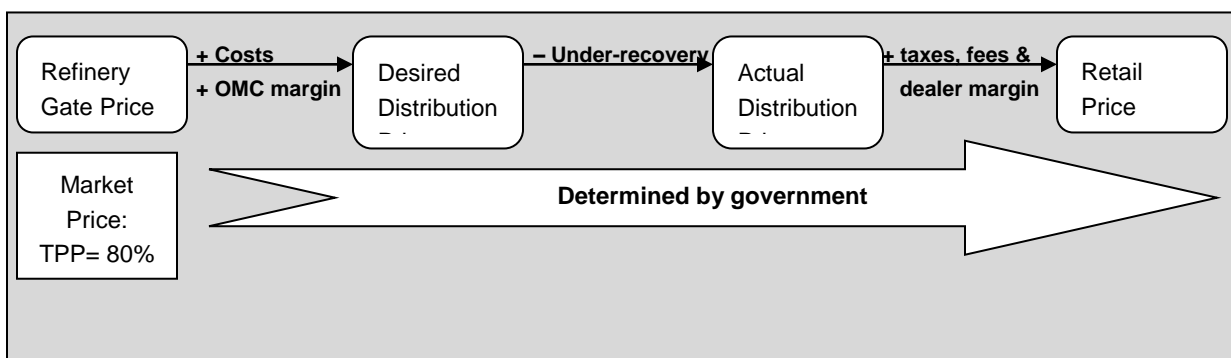 Refinery
Gate Price
+ Costs
+ OMC margin
Desired
Distribution
– Under-recovery
Actual
Distribution
+ taxes, fees &
dealer margin
Retail
Price
Market
Price:
TPP= 80%
Determined by government